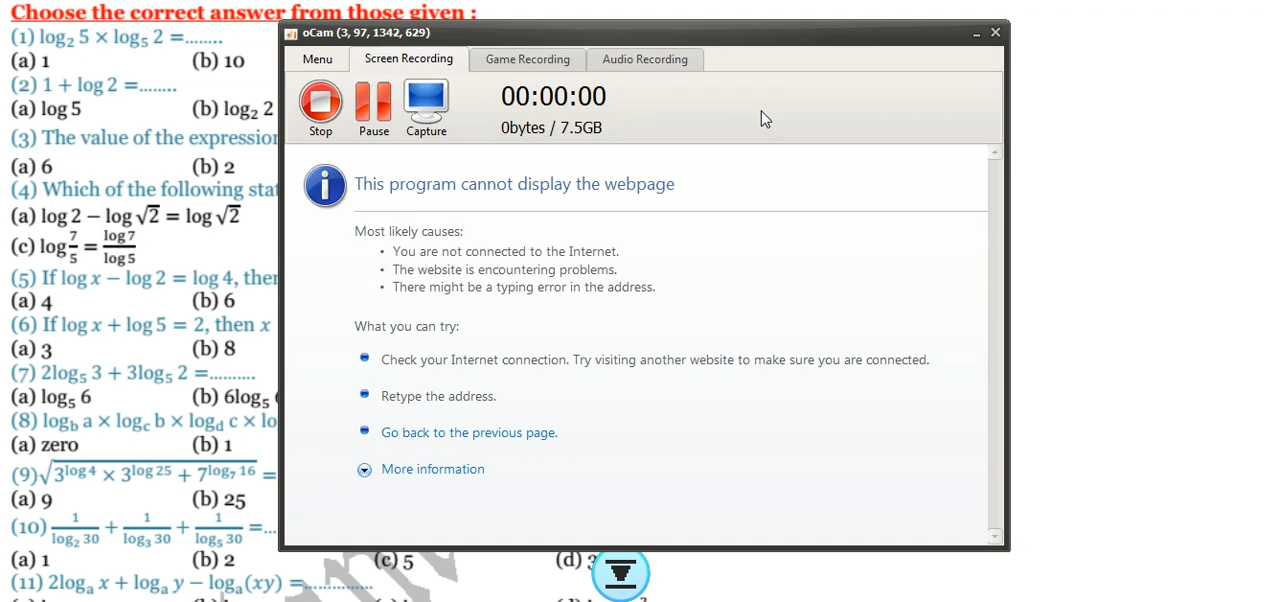 Choose the correct answer from those given :
(1) log₂ 5 × log₅ 2 =........
(a) 1 (b) 10
(2) 1 + log 2 =........
(a) log 5 (b) log₂ 2
(3) The value of the expression
(a) 6 (b) 2
(4) Which of the following
(a) log 2 − log √2 = log √2
(c) log 7/5 = log 7/log 5
(5) If log x − log 2 = log 4, then
(a) 4 (b) 6
(6) If log x + log 5 = 2, then x
(a) 3 (b) 8
(7) 2log₅ 3 + 3log₅ 2 =..........
(a) log₅ 6 (b) 6log₅
(8) log_b a × log_c b × log_d c ×
(a) zero (b) 1
(9)√(3^(log 4) × 3^(log 25) + 7^(log₇ 16)) =
(a) 9 (b) 25
(10) 1/log₂ 30 + 1/log₃ 30 + 1/log₅ 30 =...
(a) 1 (b) 2 (c) 5 (d)
(11) 2logₐ x + logₐ y − logₐ(xy) =..............
oCam (3, 97, 1342, 629)
Menu Screen Recording Game Recording Audio Recording
00:00:00
0bytes / 7.5GB
Stop Pause Capture
This program cannot display the webpage
Most likely causes:
• You are not connected to the Internet.
• The website is encountering problems.
• There might be a typing error in the address.
What you can try:
Check your Internet connection. Try visiting another website to make sure you are connected.
Retype the address.
Go back to the previous page.
More information